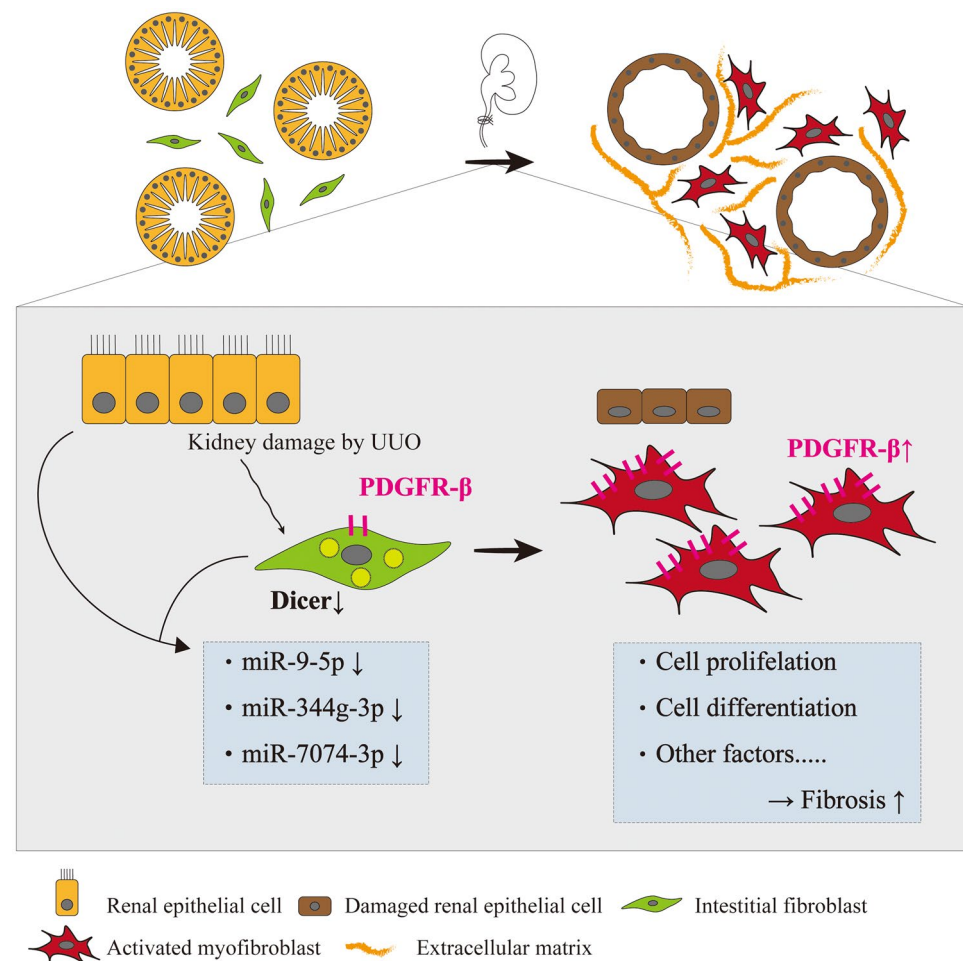 Kidney damage by UUO
PDGFR-β
PDGFR-β↑
Dicer↓
・miR-9-5p ↓
・miR-344g-3p ↓
・miR-7074-3p ↓
・Cell prolifelation
・Cell differentiation
・Other factors.....
→ Fibrosis ↑
Renal epithelial cell
Damaged renal epithelial cell
Intestitial fibroblast
Activated myofibroblast
Extracellular matrix